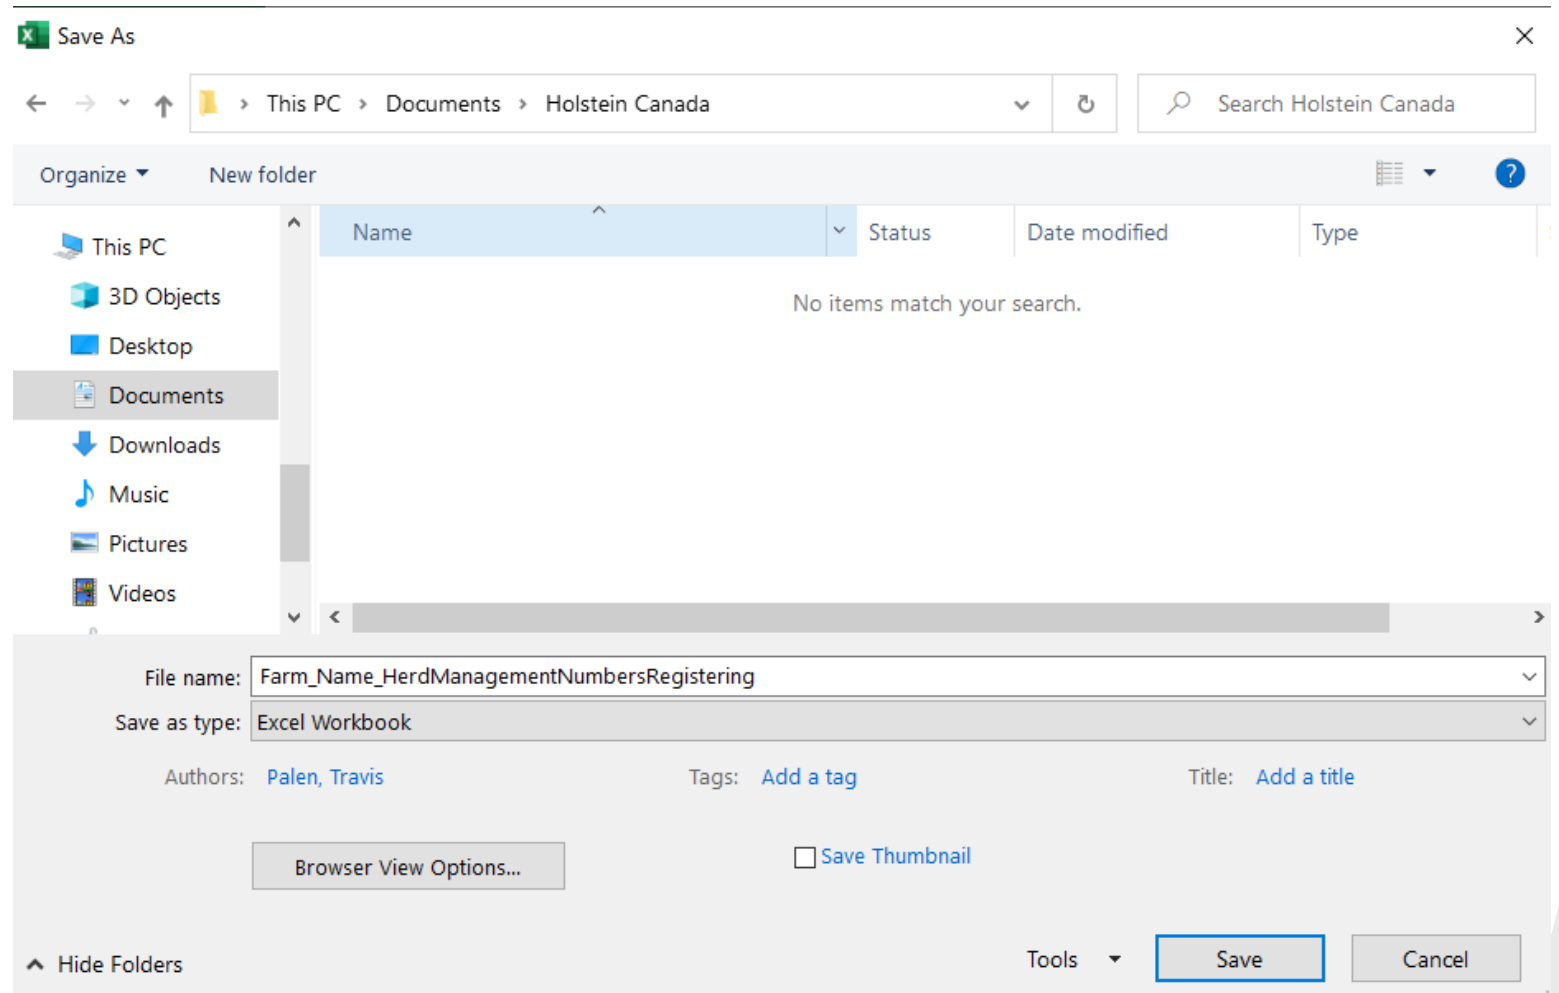 Save As
This PC > Documents > Holstein Canada
Search Holstein Canada
Organize
New folder
?
Name
Status
Date modified
Type
This PC
3D Objects
Desktop
Documents
Downloads
Music
Pictures
Videos
No items match your search.
File name: Farm_Name_HerdManagementNumbersRegistering
Save as type: Excel Workbook
Authors: Palen, Travis
Tags: Add a tag
Title: Add a title
Browser View Options...
Save Thumbnail
Hide Folders
Tools
Save
Cancel